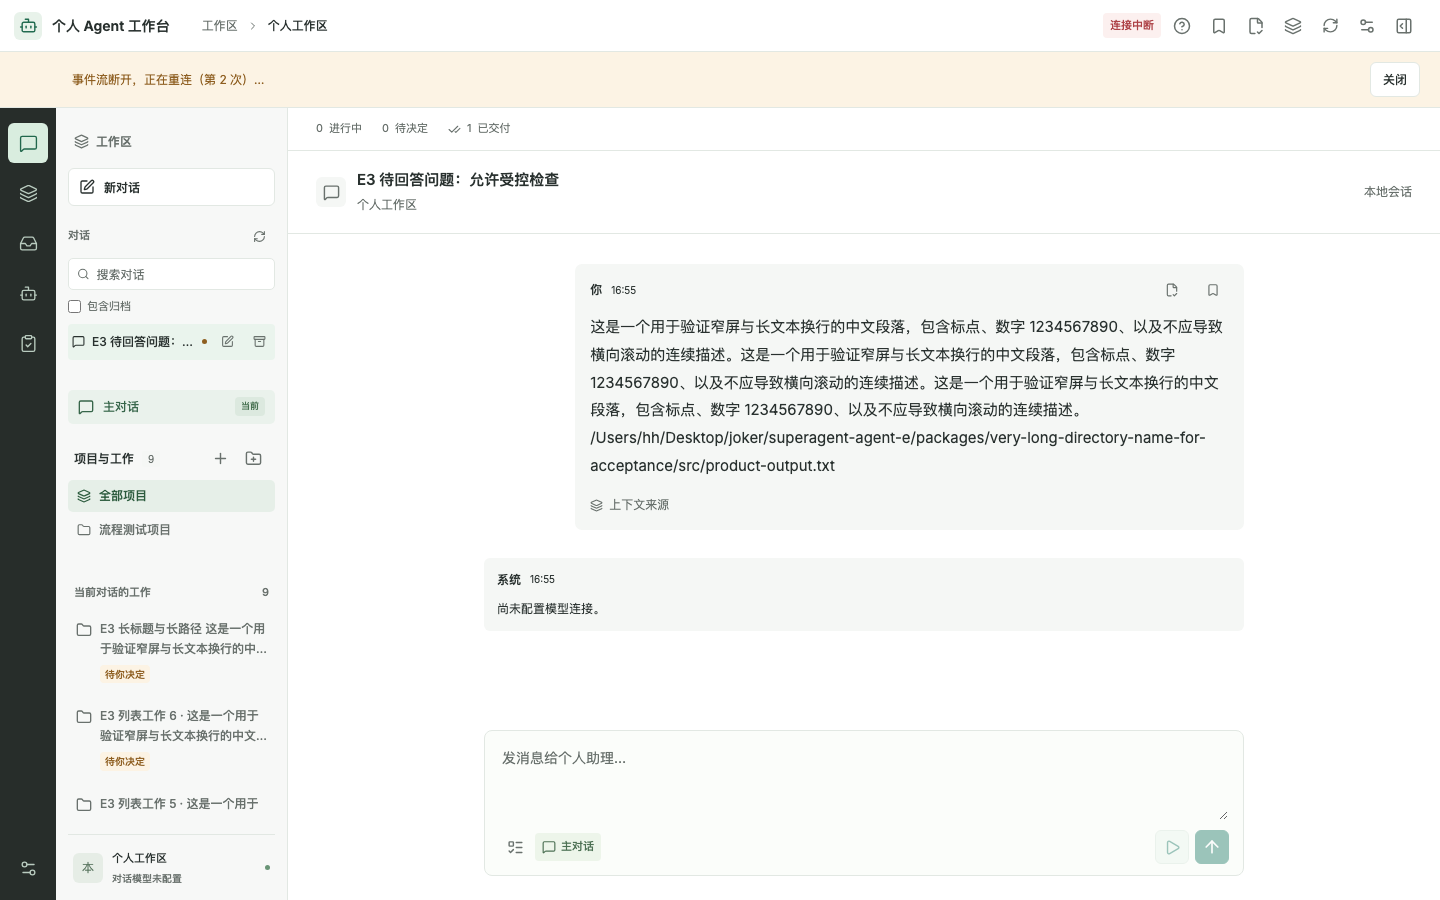 个人 Agent 工作台
工作区 > 个人工作区
连接中断
事件流断开，正在重连（第 2 次）...
关闭
工作区
新对话
对话
搜索对话
包含归档
E3 待回答问题：...
主对话
当前
项目与工作 9
全部项目
流程测试项目
当前对话的工作 9
E3 长标题与长路径 这是一个用
于验证窄屏与长文本换行的中...
待你决定
E3 列表工作 6 · 这是一个用于
验证窄屏与长文本换行的中文...
待你决定
E3 列表工作 5 · 这是一个用于
本
个人工作区
对话模型未配置
0 进行中 0 待决定 1 已交付
E3 待回答问题：允许受控检查
个人工作区
本地会话
你 16:55
这是一个用于验证窄屏与长文本换行的中文段落，包含标点、数字 1234567890、以及不应导致
横向滚动的连续描述。这是一个用于验证窄屏与长文本换行的中文段落，包含标点、数字
1234567890、以及不应导致横向滚动的连续描述。这是一个用于验证窄屏与长文本换行的中文
段落，包含标点、数字 1234567890、以及不应导致横向滚动的连续描述。
/Users/hh/Desktop/joker/superagent-agent-e/packages/very-long-directory-name-for-
acceptance/src/product-output.txt
上下文来源
系统 16:55
尚未配置模型连接。
发消息给个人助理...
主对话